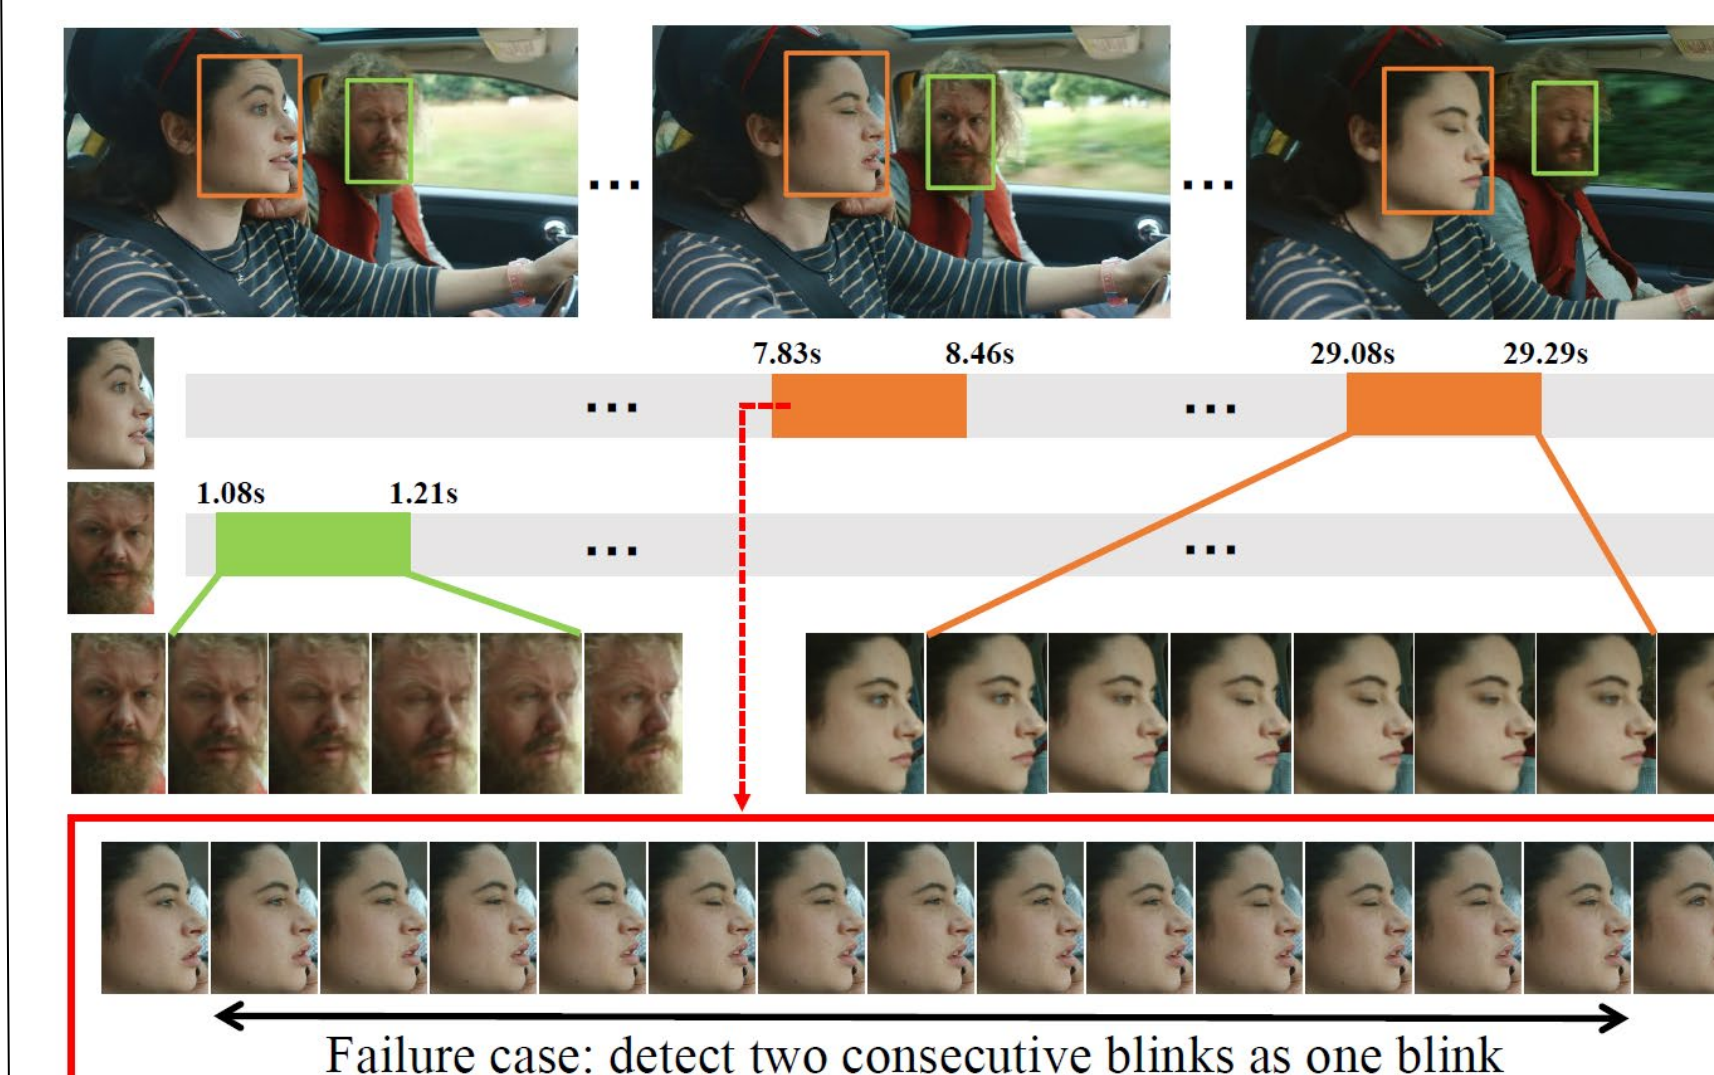 ...
...
7.83s 8.46s 29.08s 29.29s
...
...
1.08s 1.21s
...
...
Failure case: detect two consecutive blinks as one blink